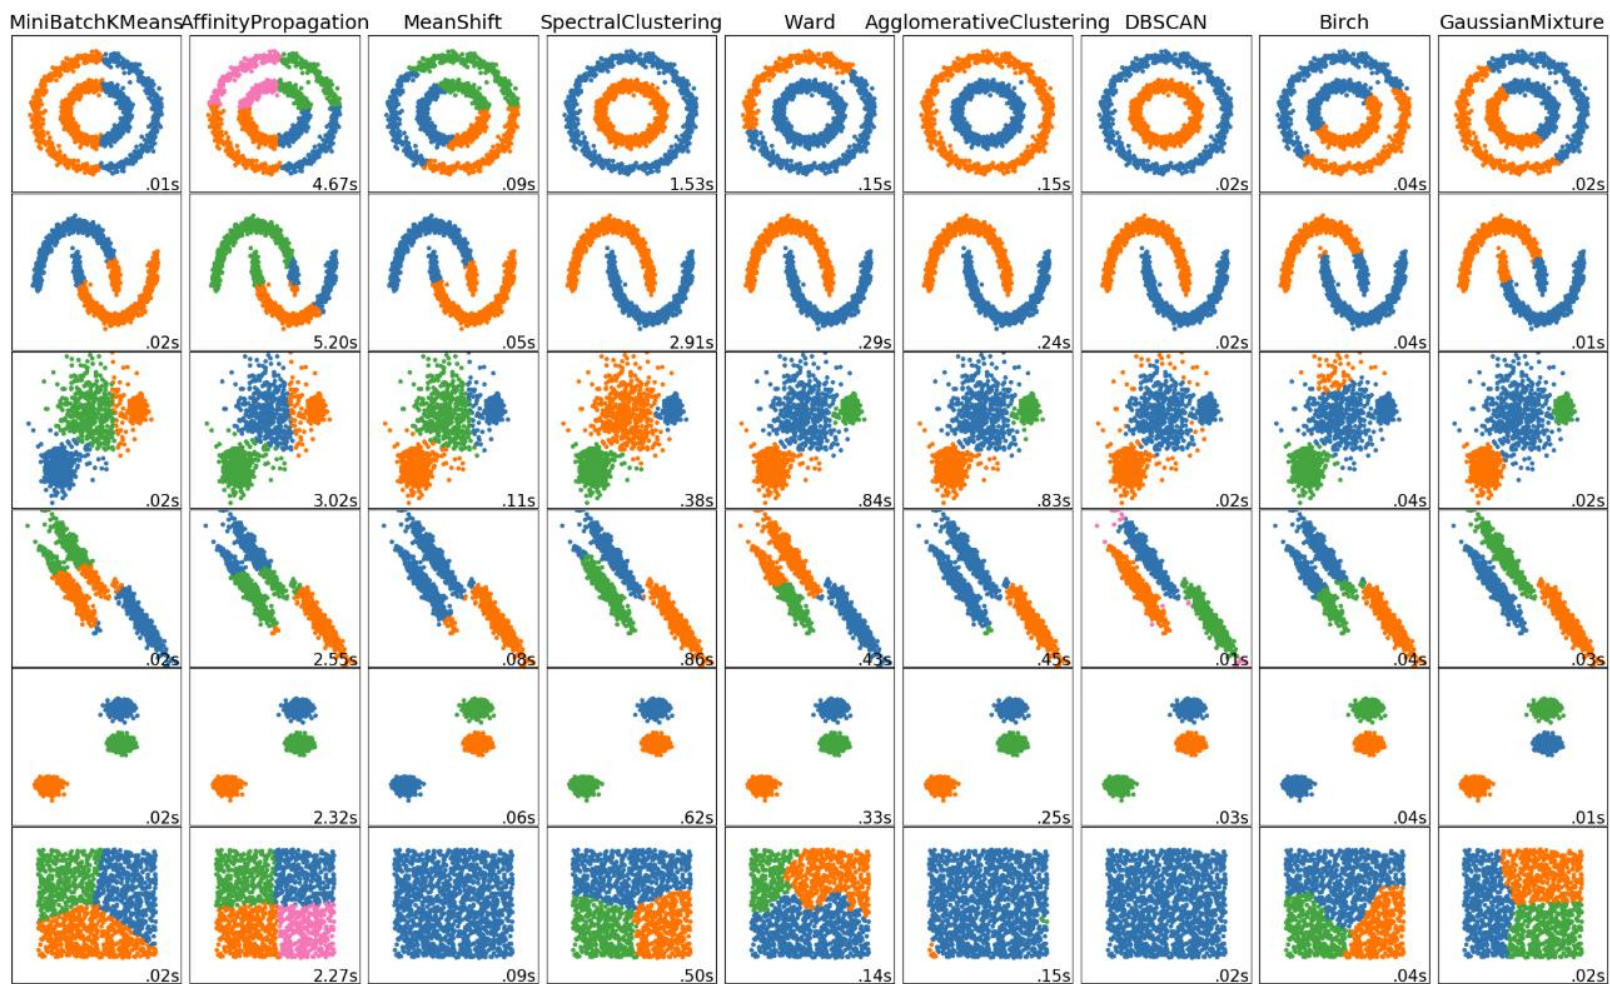 MiniBatchKMeans AffinityPropagation MeanShift SpectralClustering Ward AgglomerativeClustering DBSCAN Birch GaussianMixture
.01s 4.67s .09s 1.53s .15s .15s .02s .04s .02s
.02s 5.20s .05s 2.91s .29s .24s .02s .04s .01s
.02s 3.02s .11s .38s .84s .83s .02s .04s .02s
.02s 2.55s .08s .86s .43s .45s .01s .04s .03s
.02s 2.32s .06s .62s .33s .25s .03s .04s .01s
.02s 2.27s .09s .50s .14s .15s .02s .04s .02s